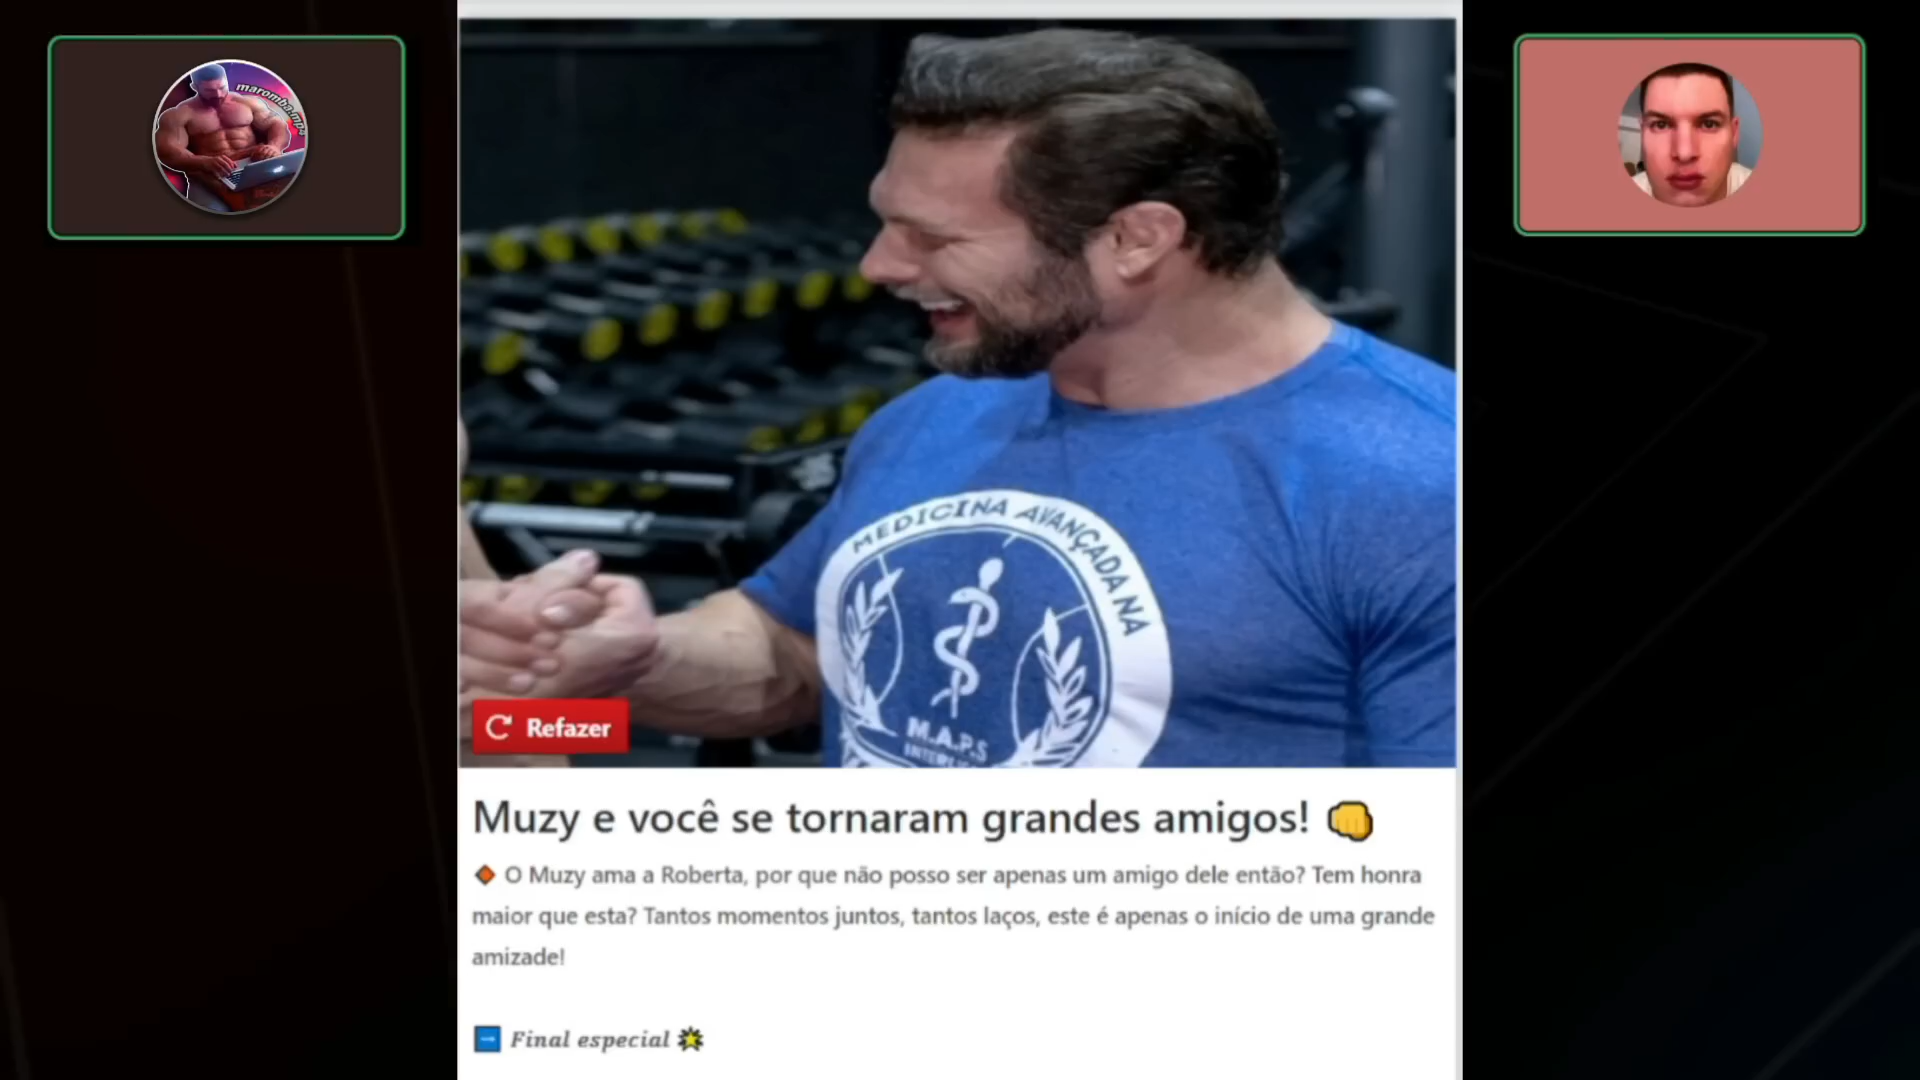 maromba.mp4
MEDICINA AVANÇADA NA
M.A.P.S
Refazer
Muzy e você se tornaram grandes amigos!
O Muzy ama a Roberta, por que não posso ser apenas um amigo dele então? Tem honra
maior que esta? Tantos momentos juntos, tantos laços, este é apenas o início de uma grande
amizade!
Final especial